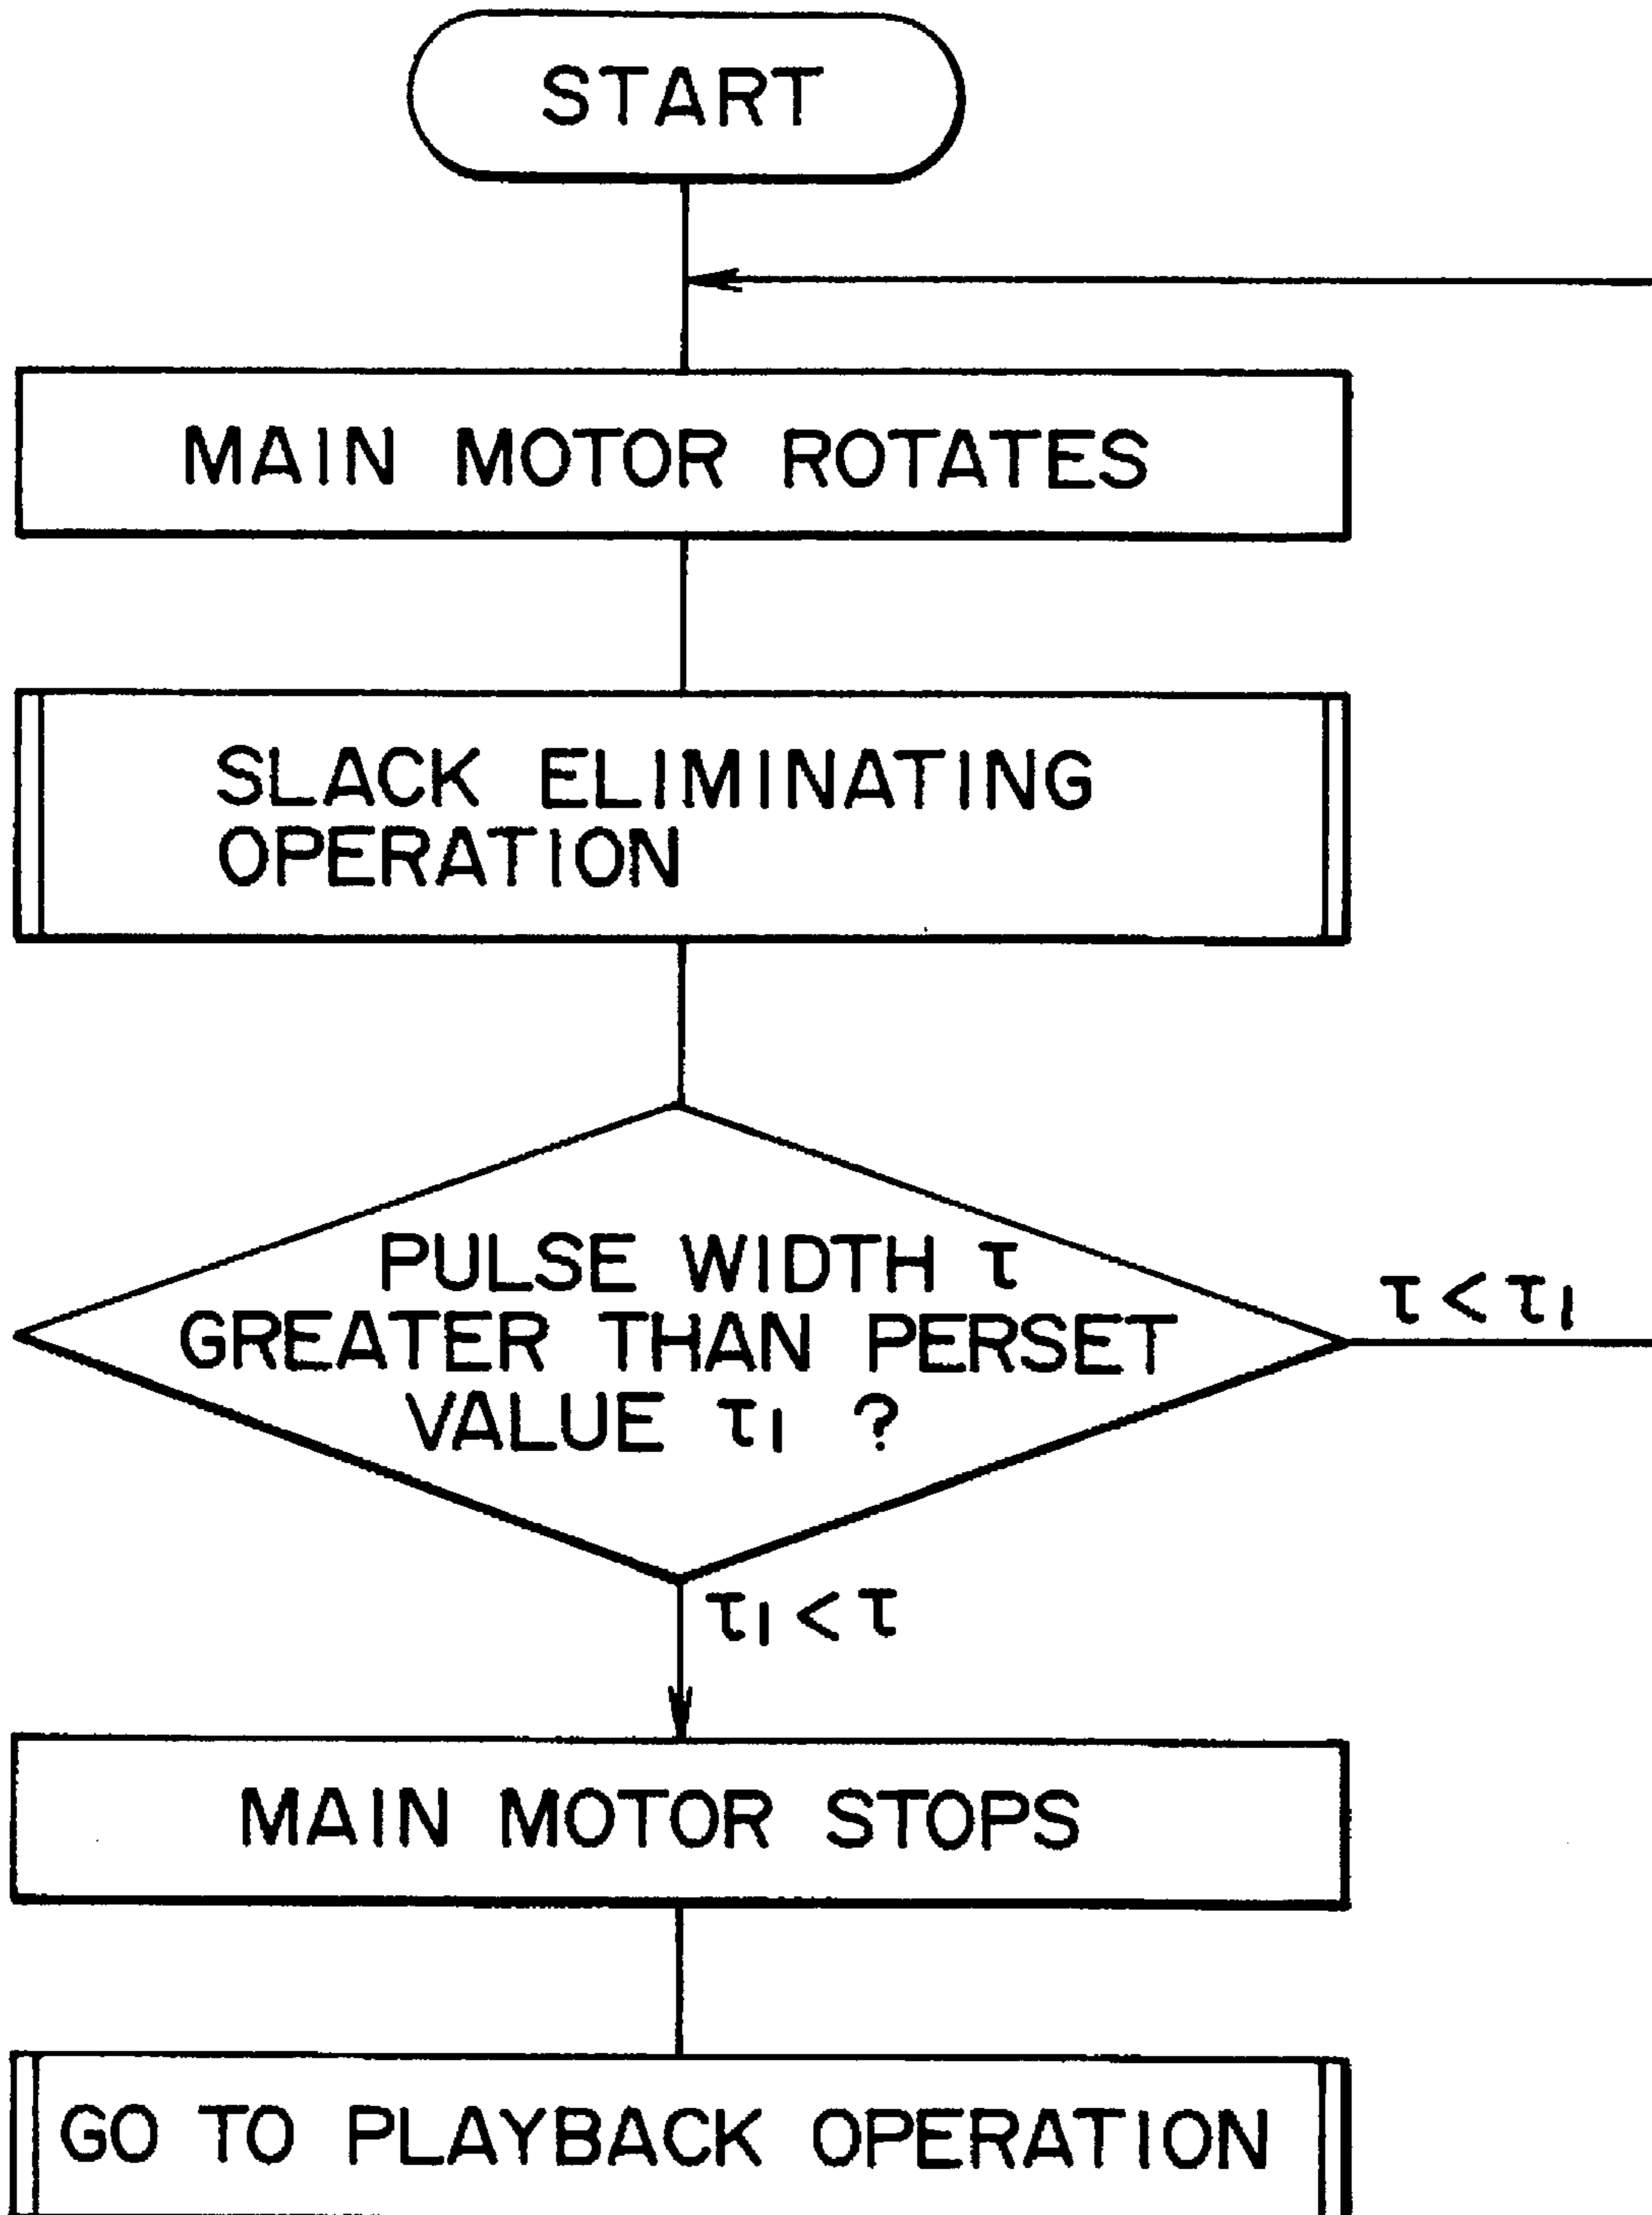 START
MAIN MOTOR ROTATES
SLACK ELIMINATING
OPERATION
PULSE WIDTH τ
GREATER THAN PERSET
VALUE τ₁ ?
τ < τ₁
τ₁ < τ
MAIN MOTOR STOPS
GO TO PLAYBACK OPERATION